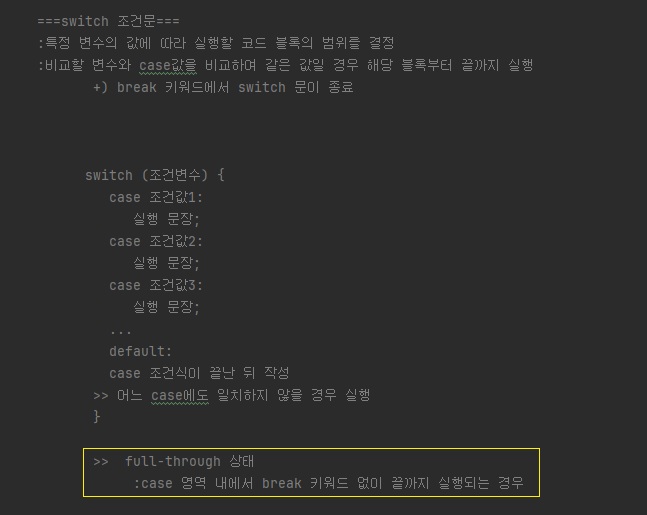 ===switch 조건문===
:특정 변수의 값에 따라 실행할 코드 블록의 범위를 결정
:비교할 변수와 case값을 비교하며 같은 값일 경우 해당 블록부터 끝까지 실행
+) break 키워드에서 switch 문이 종료
switch (조건변수) {
case 조건값1:
실행 문장;
case 조건값2:
실행 문장;
case 조건값3:
실행 문장;
...
default:
case 조건식이 끝난 뒤 작성
>> 어느 case에도 일치하지 않을 경우 실행
}
>> full-through 상태
:case 영역 내에서 break 키워드 없이 끝까지 실행되는 경우